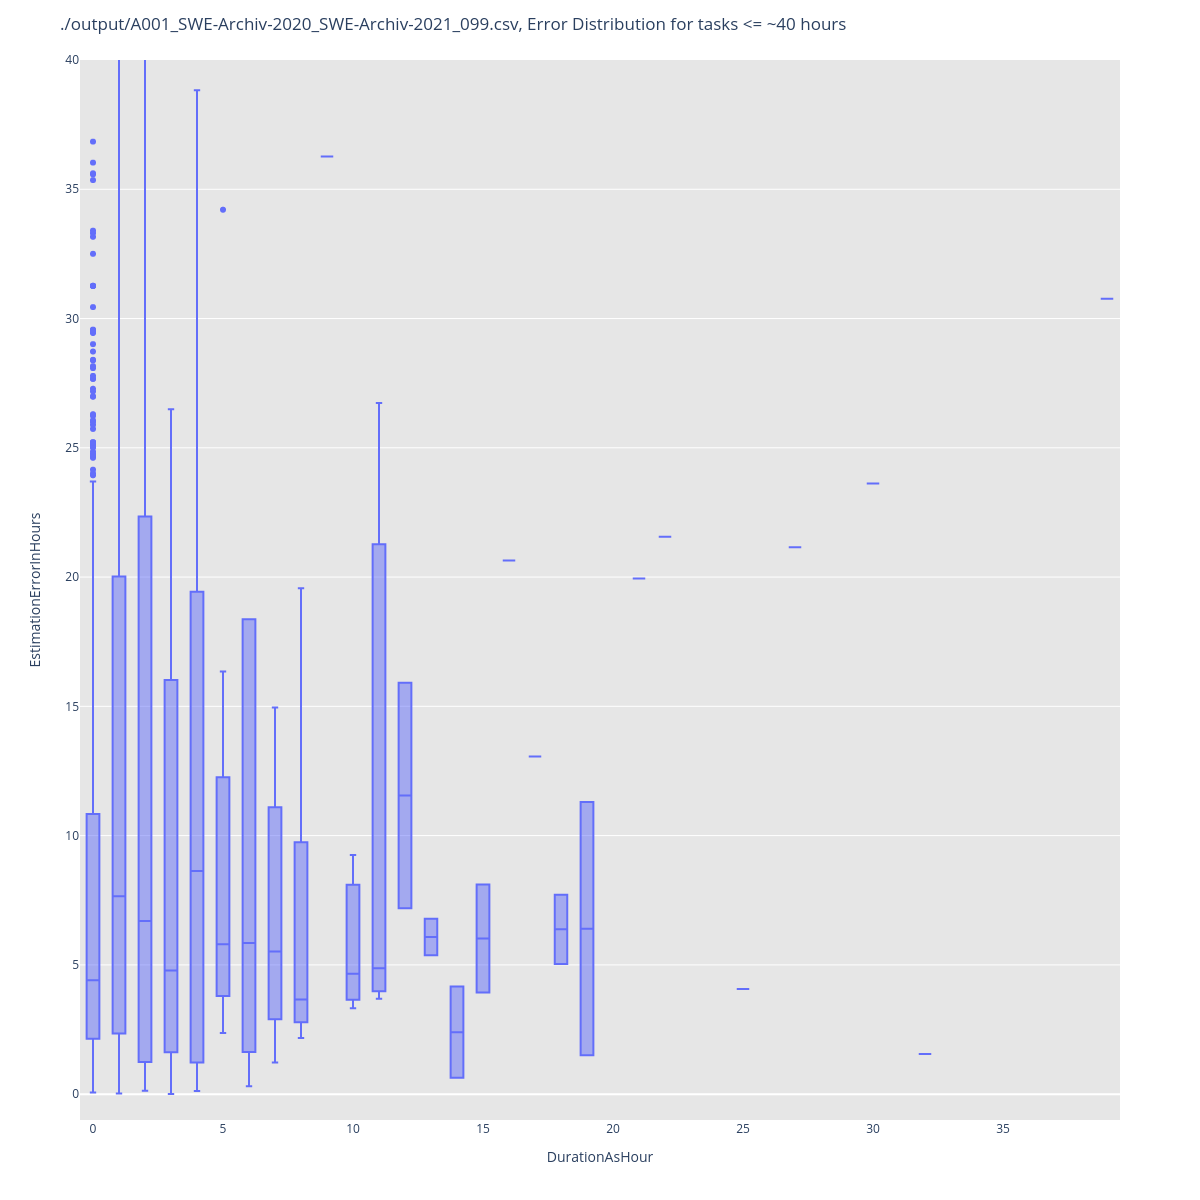 ./output/A001_SWE-Archiv-2020_SWE-Archiv-2021_099.csv, Error Distribution for tasks <= ~40 hours
40
35
30
25
20
15
10
5
0
EstimationErrorInHours
0 5 10 15 20 25 30 35
DurationAsHour